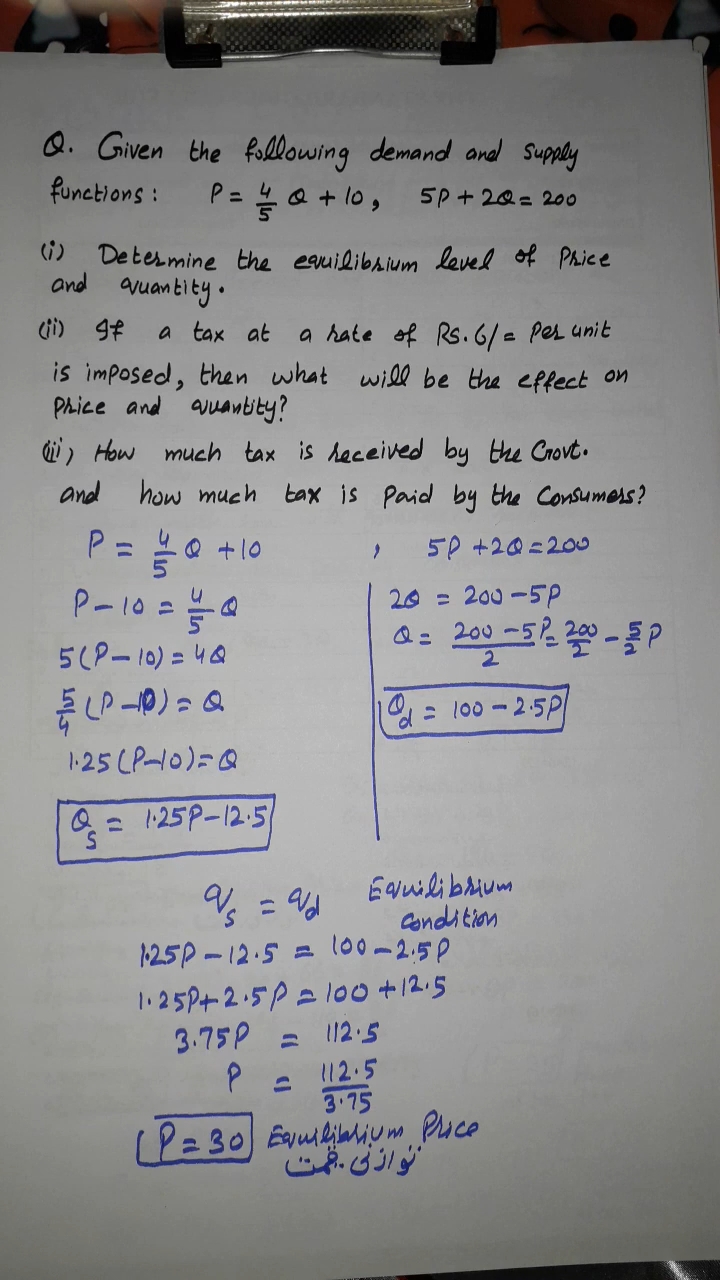 Q. Given the following demand and supply
functions: P = 4/5 Q + 10, 5P + 2Q = 200
(i) Determine the equilibrium level of Price
and quantity.
(ii) If a tax at a rate of RS. 6/= Per unit
is imposed, then what will be the effect on
Price and quantity?
(iii) How much tax is received by the Govt.
and how much tax is paid by the Consumers?
P = 4/5 Q + 10 , 5P + 2Q = 200
P - 10 = 4/5 Q
5(P - 10) = 4Q
5/4 (P - 10) = Q
1.25(P - 10) = Q
Qs = 1.25P - 12.5
2Q = 200 - 5P
Q = 200 - 5P/2 = 200/2 - 5/2 P
Qd = 100 - 2.5P
qs = qd Equilibrium
condition
1.25P - 12.5 = 100 - 2.5P
1.25P + 2.5P = 100 + 12.5
3.75P = 112.5
P = 112.5/3.75
P = 30 Equilibrium Price
توازنی قیمت